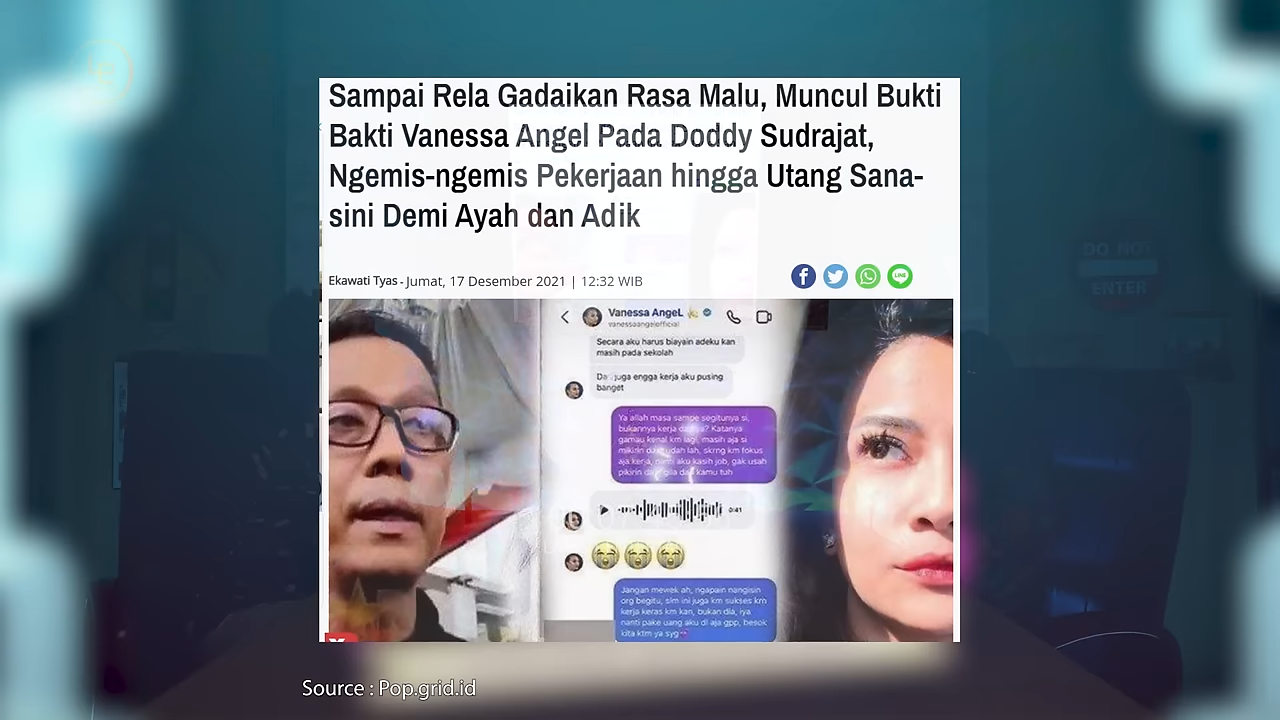 Sampai Rela Gadaikan Rasa Malu, Muncul Bukti
Bakti Vanessa Angel Pada Doddy Sudrajat,
Ngemis-ngemis Pekerjaan hingga Utang Sana-
sini Demi Ayah dan Adik
Ekawati Tyas - Jumat, 17 Desember 2021 | 12:32 WIB
LINE
Vanessa AngeL
vanessaangelofficial
Secara aku harus biayain adeku kan
masih pada sekolah
juga engga kerja aku pusing
banget
Ya allah masa sampe segitunya si,
bukannya kerja Katanya
gamau kenal km lagi, masih aja si
mikirin udah lah, skrng km fokus
aja kerja, nanti aku kasih job, gak usah
pikirin kamu tuh
0:41
Jangan mewek ah, ngapain nangisin
org begitu, slm ini juga km sukses krn
kerja keras km kan, bukan dia, iya
nanti pake uang aku dl aja gpp, besok
kita ktm ya syg
DO NOT
ENTER
Source : Pop.grid.id